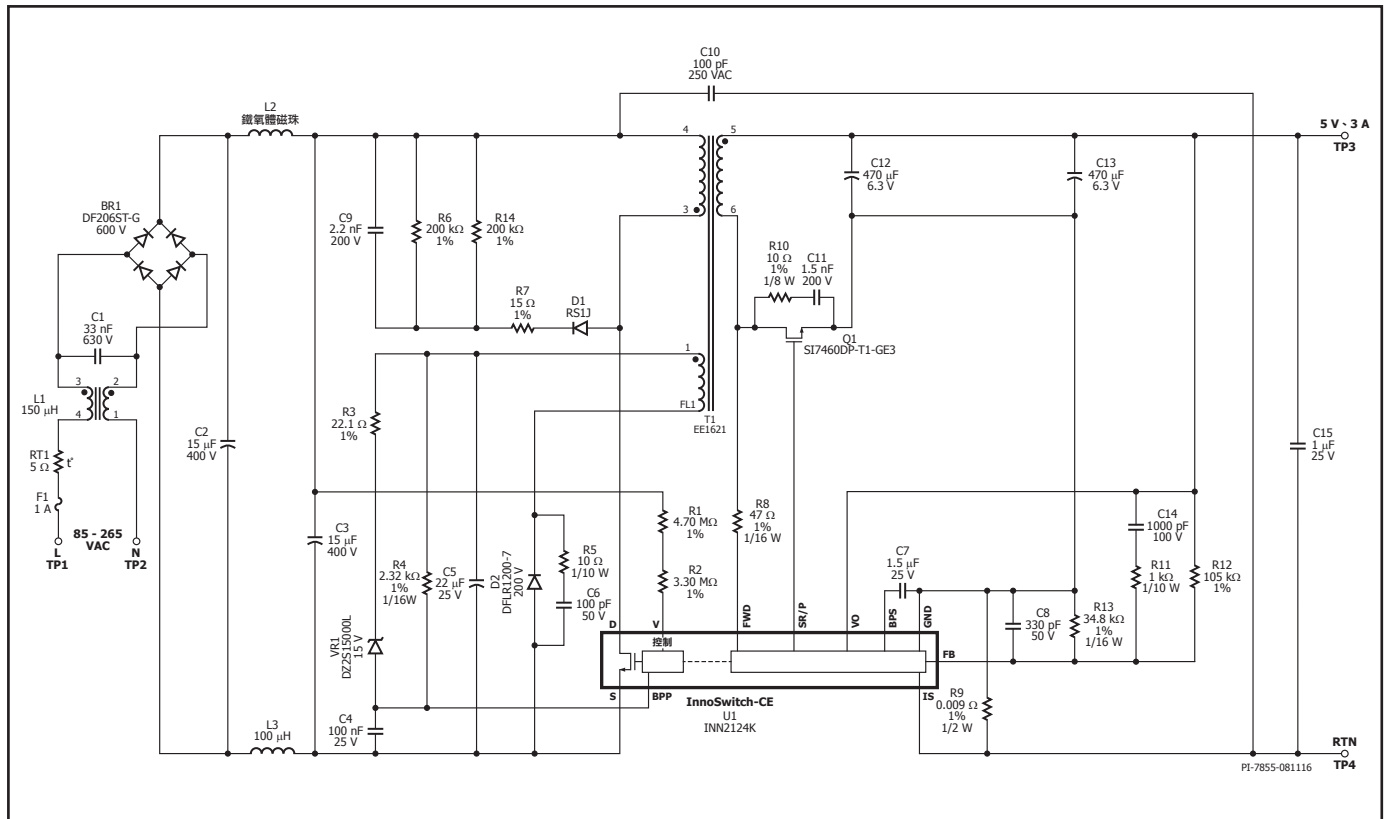 C10
100 pF
250 VAC
L2
鐵氧體磁珠
5 V、3 A
TP3
4
5
3
6
C12
470 µF
6.3 V
C13
470 µF
6.3 V
BR1
DF206ST-G
600 V
C9
2.2 nF
200 V
R6
200 kΩ
1%
R14
200 kΩ
1%
R10
10 Ω
1%
1/8 W
C11
1.5 nF
200 V
R7
15 Ω
1%
D1
RS1J
Q1
SI7460DP-T1-GE3
C1
33 nF
630 V
3
2
4
1
L1
150 µH
1
FL1
T1
EE1621
R3
22.1 Ω
1%
C2
15 µF
400 V
RT1
5 Ω
t°
F1
1 A
85 - 265
VAC
L
TP1
N
TP2
C3
15 µF
400 V
R4
2.32 kΩ
1%
1/16W
C5
22 µF
25 V
D2
DFLR1200-7
200 V
R5
10 Ω
1/10 W
C6
100 pF
50 V
R1
4.70 MΩ
1%
R2
3.30 MΩ
1%
R8
47 Ω
1%
1/16 W
C7
1.5 µF
25 V
C15
1 µF
25 V
C14
1000 pF
100 V
R11
1 kΩ
1/10 W
R12
105 kΩ
1%
C8
330 pF
50 V
R13
34.8 kΩ
1%
1/16 W
VR1
DZ2S15000L
15 V
D
V
FWD
SR/P
VO
BPS
GND
控制
FB
S
BPP
IS
InnoSwitch-CE
U1
INN2124K
R9
0.009 Ω
1%
1/2 W
C4
100 nF
25 V
L3
100 µH
RTN
TP4
PI-7855-081116